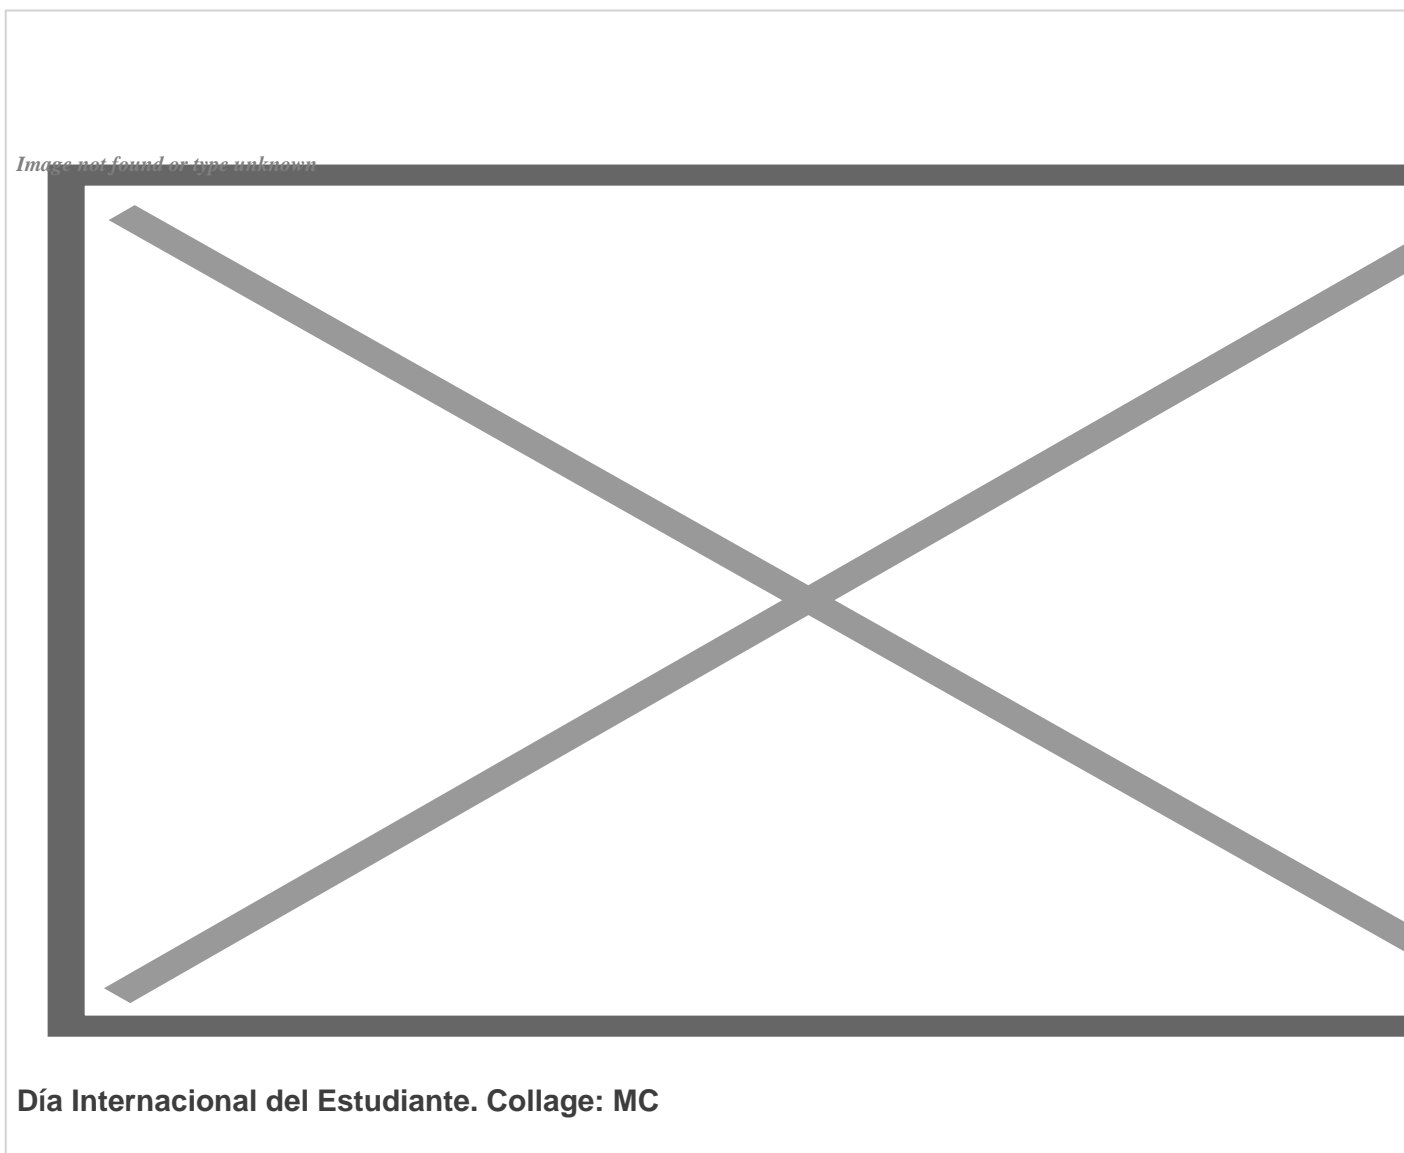 Image not found or type unknown
Día Internacional del Estudiante. Collage: MC